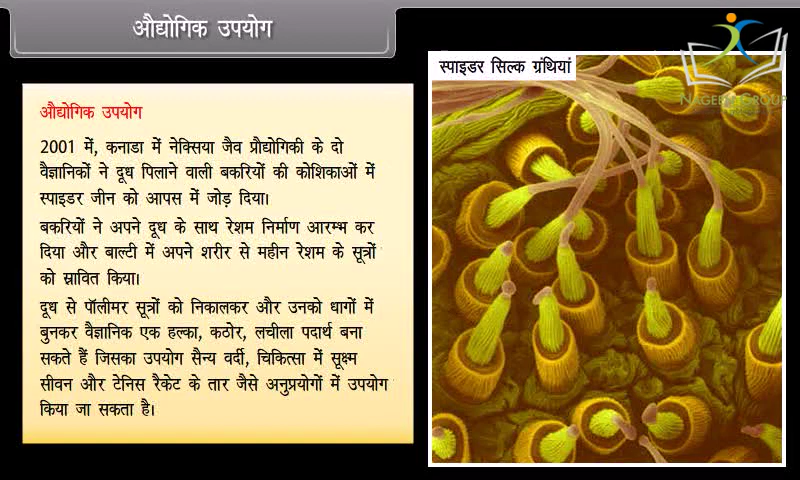 औद्योगिक उपयोग
औद्योगिक उपयोग
2001 में, कनाडा में नेक्सिया जैव प्रौद्योगिकी के दो
वैज्ञानिकों ने दूध पिलाने वाली बकरियों की कोशिकाओं में
स्पाइडर जीन को आपस में जोड़ दिया।
बकरियों ने अपने दूध के साथ रेशम निर्माण आरम्भ कर
दिया और बाल्टी में अपने शरीर से महीन रेशम के सूत्रों
को स्रावित किया।
दूध से पॉलीमर सूत्रों को निकालकर और उनको धागों में
बुनकर वैज्ञानिक एक हल्का, कठोर, लचीला पदार्थ बना
सकते हैं जिसका उपयोग सैन्य वर्दी, चिकित्सा में सूक्ष्म
सीवन और टेनिस रैकेट के तार जैसे अनुप्रयोगों में उपयोग
किया जा सकता है।
स्पाइडर सिल्क ग्रंथियां
GROUP